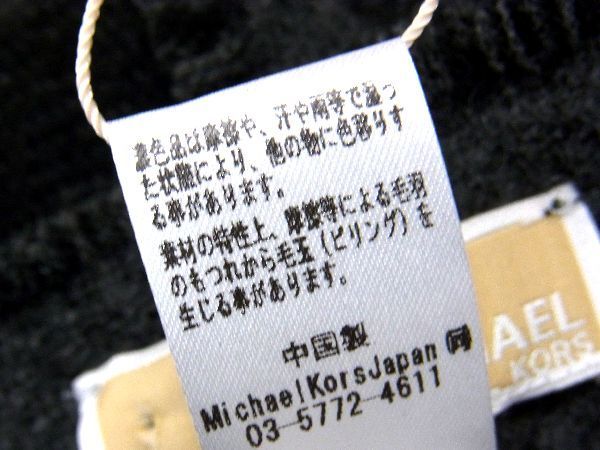 濃色品は摩擦や、汗や雨等で湿っ
た状態により、他の物に色移りす
る事があります。
素材の特性上、摩擦等による毛羽
のもつれから毛玉(ピリング)を
生じる事があります。
中国製
MichaelKorsJapan 同
03-5772-4611
AEL
KORS